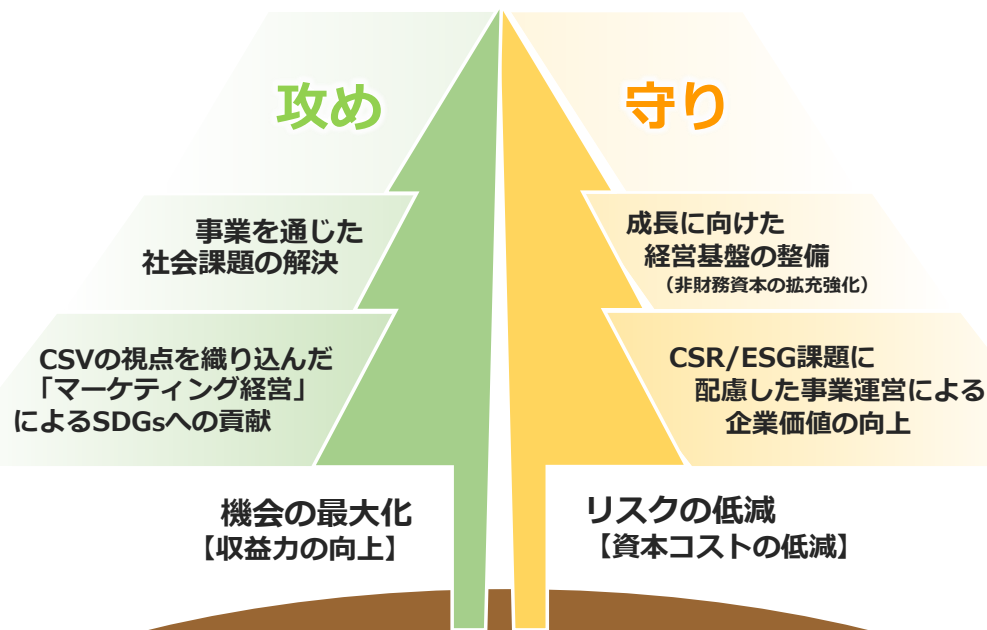 攻め
事業を通じた
社会課題の解決
CSVの視点を織り込んだ
「マーケティング経営」
によるSDGsへの貢献
機会の最大化
【収益力の向上】
守り
成長に向けた
経営基盤の整備
（非財務資本の拡充強化）
CSR/ESG課題に
配慮した事業運営による
企業価値の向上
リスクの低減
【資本コストの低減】